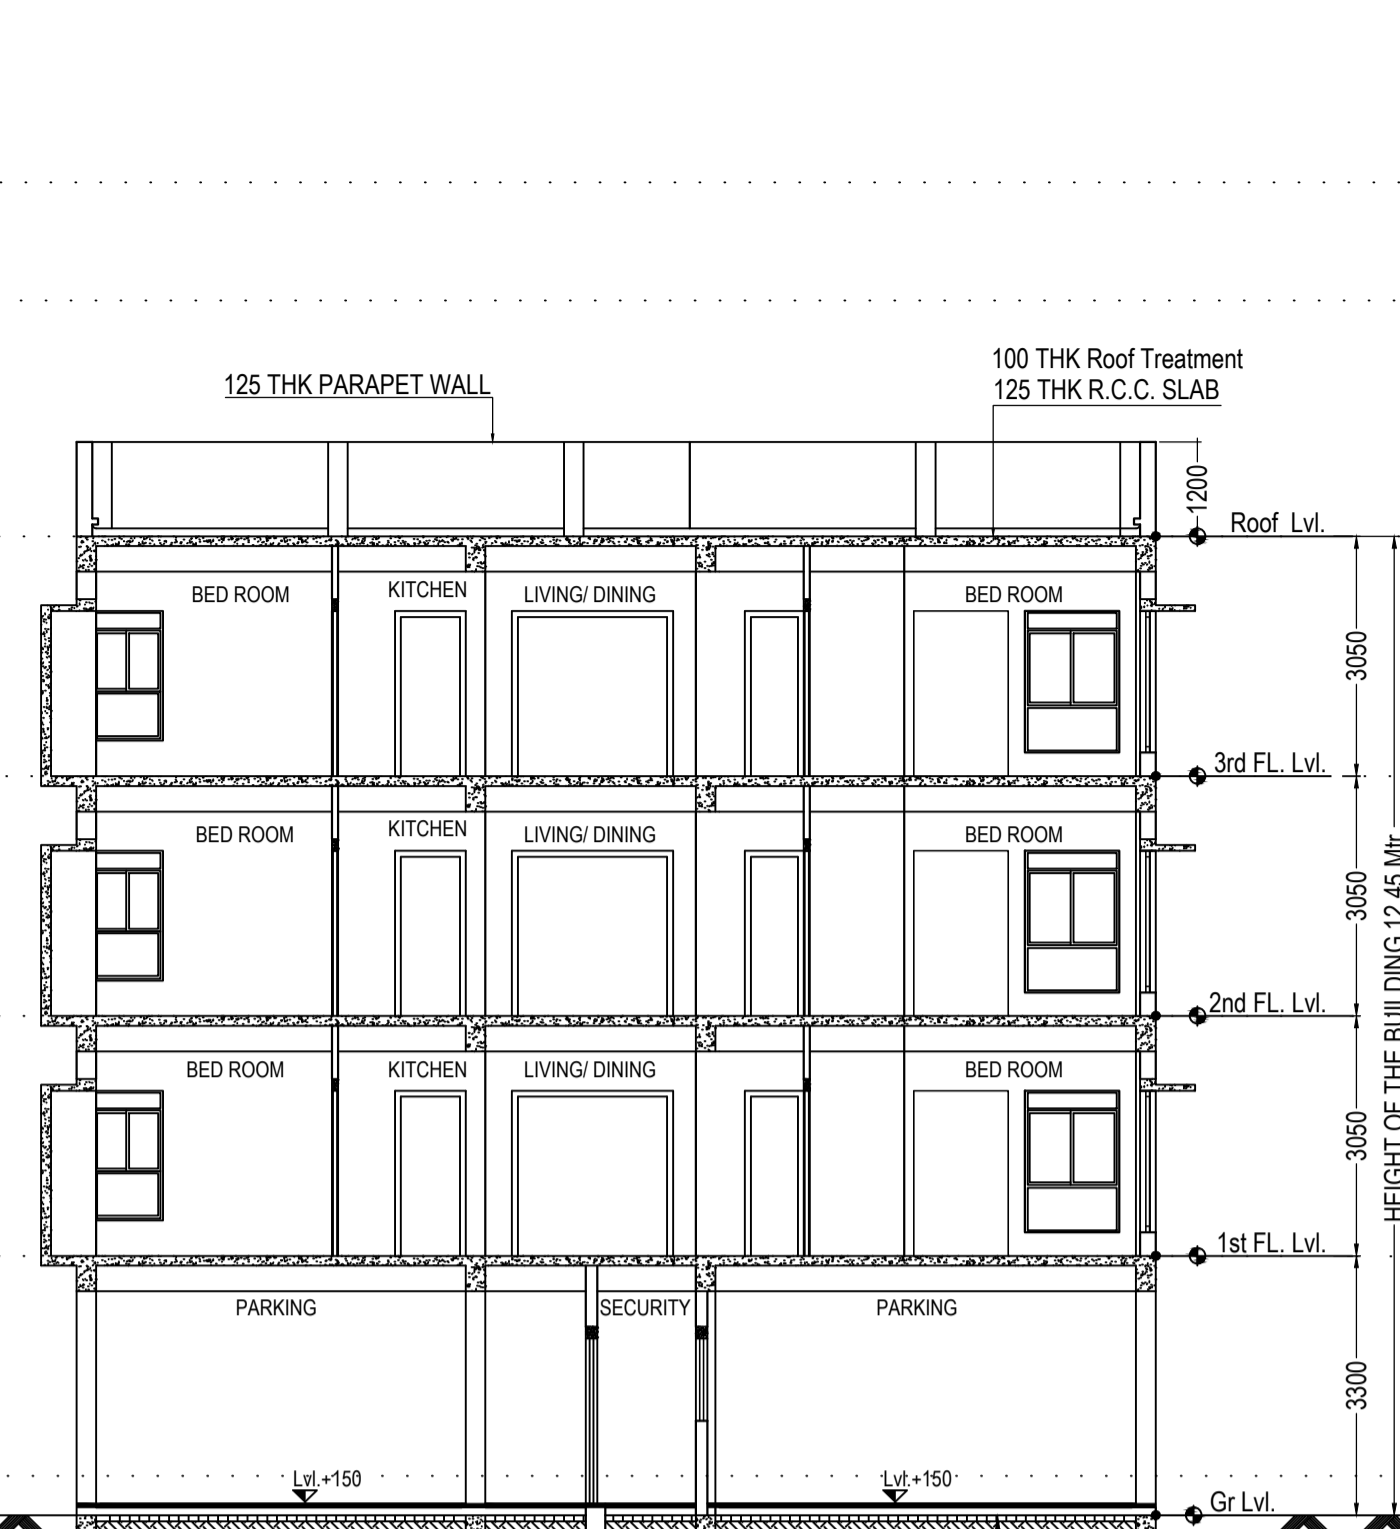 100 THK Roof Treatment
125 THK PARAPET WALL
125 THK R.C.C. SLAB
1200
Roof Lvl.
BED ROOM
KITCHEN
LIVING/ DINING
BED ROOM
3050
3rd FL. Lvl.
BED ROOM
KITCHEN
LIVING/ DINING
BED ROOM
3050
HEIGHT OF THE BUILDING 12.45 Mtr.
2nd FL. Lvl.
BED ROOM
KITCHEN
LIVING/ DINING
BED ROOM
3050
1st FL. Lvl.
PARKING
SECURITY
PARKING
3300
Lvl.+150
Lvl.+150
Gr Lvl.